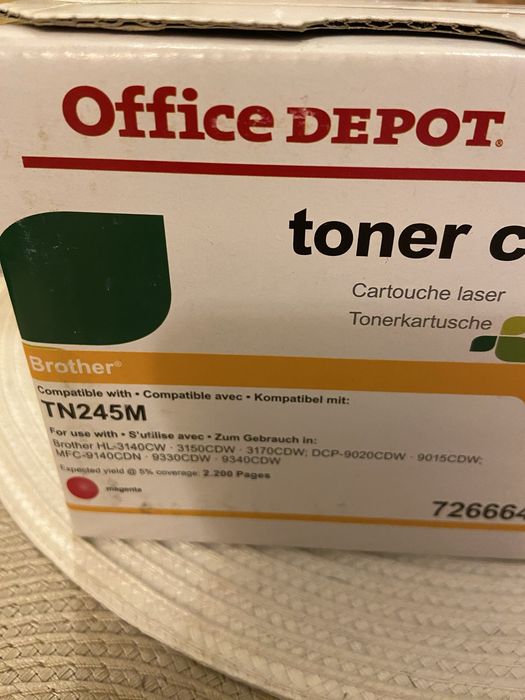 Office DEPOT®
toner c
Cartouche laser
Tonerkartusche
Brother®
Compatible with • Compatible avec • Kompatibel mit:
TN245M
For use with • S'utilise avec • Zum Gebrauch in:
Brother HL-3140CW · 3150CDW · 3170CDW; DCP-9020CDW · 9015CDW;
MFC-9140CDN · 9330CDW · 9340CDW
Expected yield @ 5% coverage: 2.200 Pages
magenta
726664